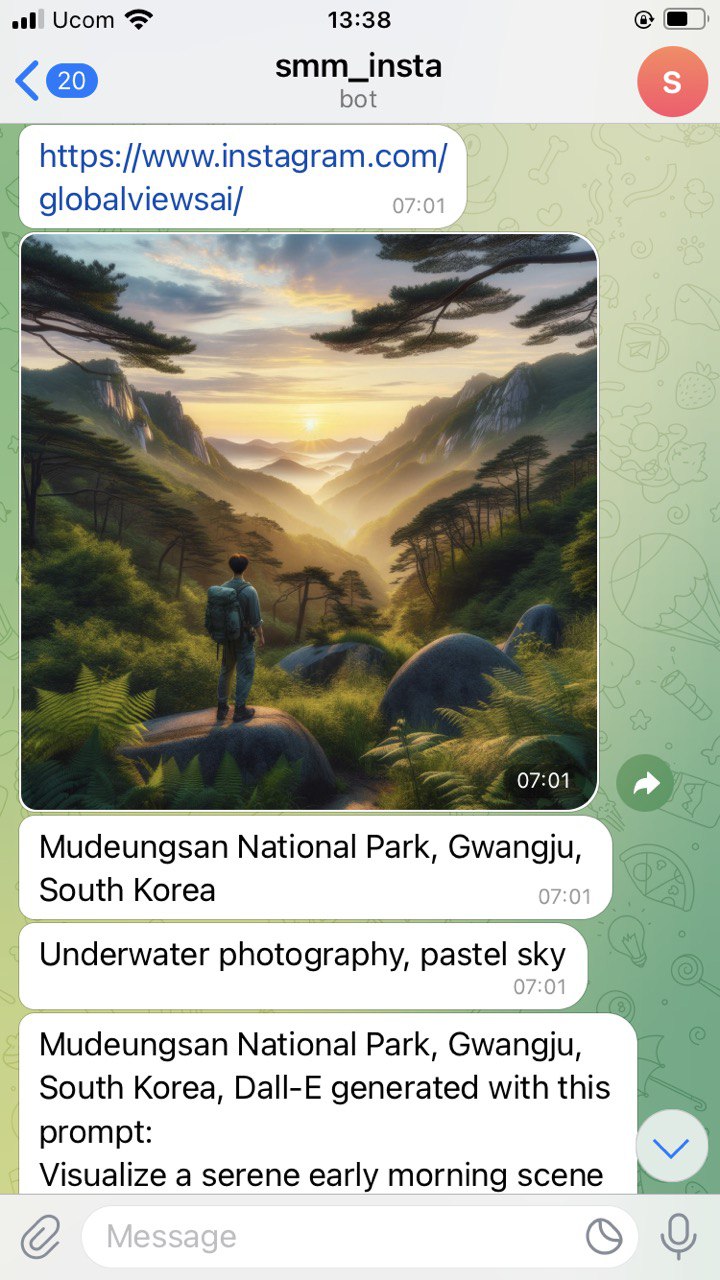 Ucom 13:38
20
smm_insta
bot
S
https://www.instagram.com/
globalviewsai/
07:01
07:01
Mudeungsan National Park, Gwangju,
South Korea
07:01
Underwater photography, pastel sky
07:01
Mudeungsan National Park, Gwangju,
South Korea, Dall-E generated with this
prompt:
Visualize a serene early morning scene
Message